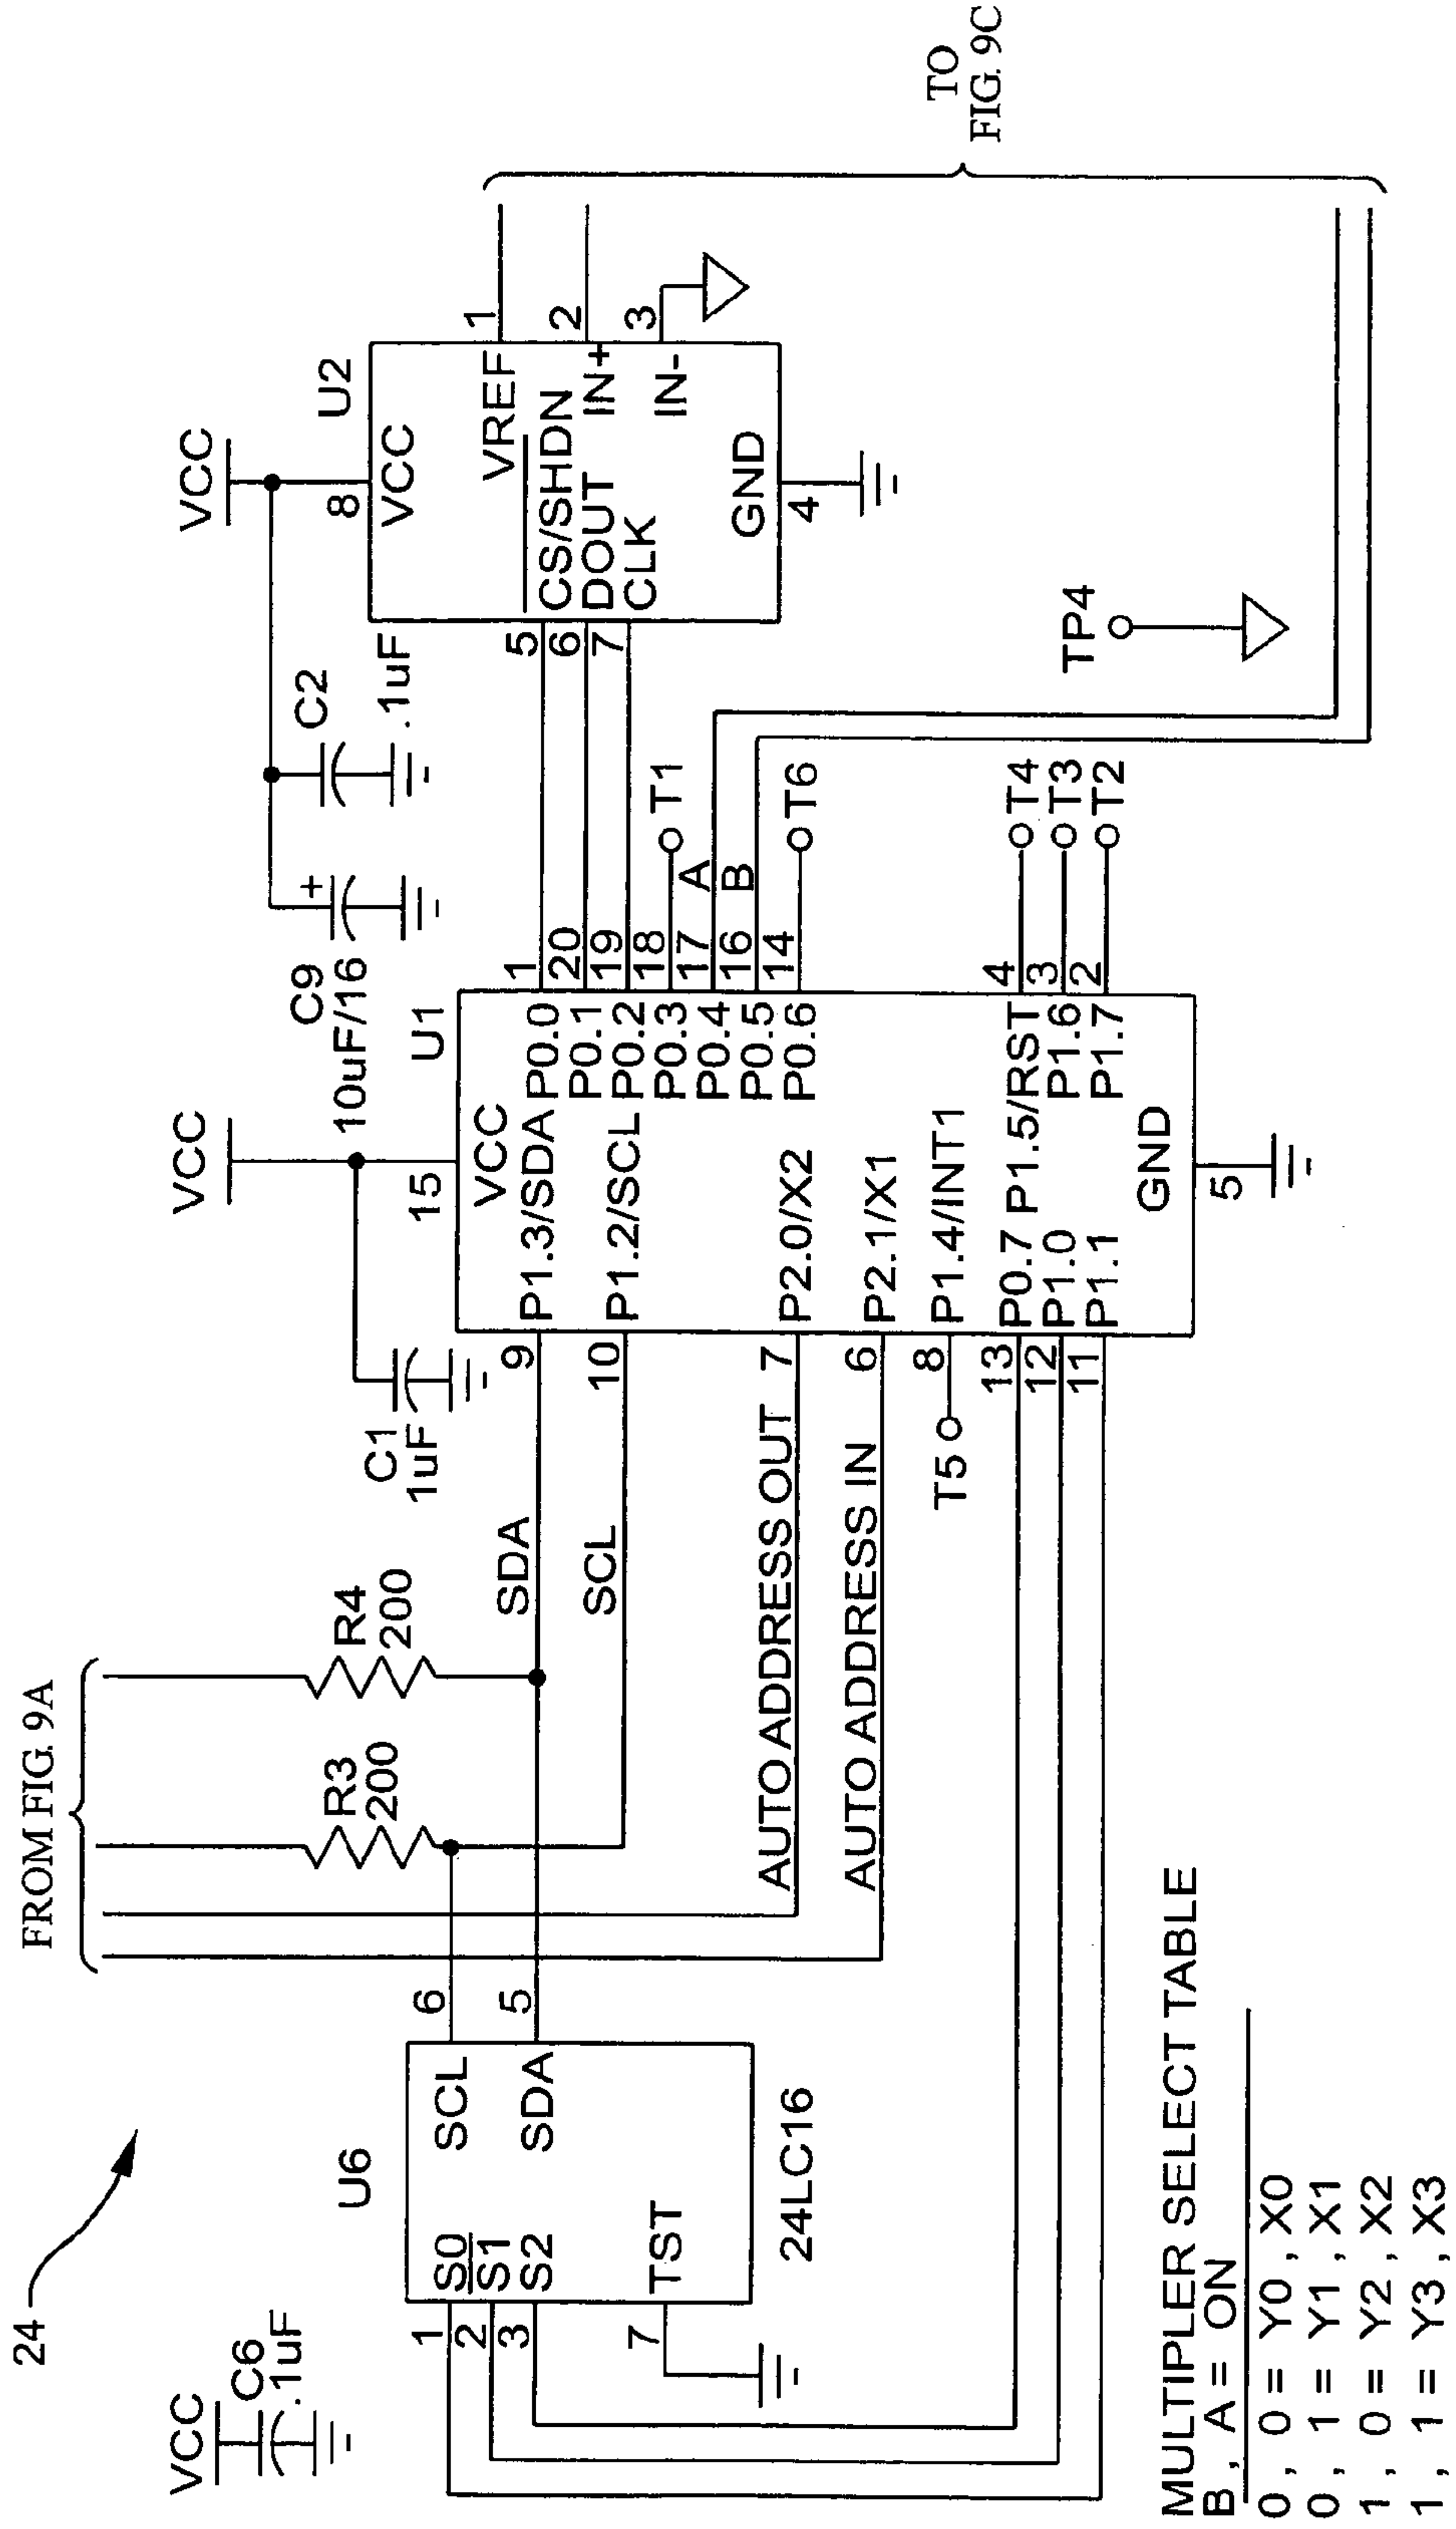 24
FROM FIG. 9A
VCC
C6
.1uF
U6
S0
S1
S2
TST
SCL
SDA
1
2
3
7
6
5
24LC16
R3
200
R4
200
SDA
SCL
AUTO ADDRESS OUT
AUTO ADDRESS IN
C1
1uF
VCC
15
U1
9
10
7
6
8
13
12
11
T5
VCC
P1.3/SDA
P1.2/SCL
P2.0/X2
P2.1/X1
P1.4/INT1
P0.7
P1.0
P1.1
P0.0
P0.1
P0.2
P0.3
P0.4
P0.5
P0.6
P1.5/RST
P1.6
P1.7
GND
5
1
20
19
18
17
16
14
4
3
2
A
B
T1
T6
T4
T3
T2
C9
10uF/16
+
C2
.1uF
VCC
8
U2
VCC
VREF
CS/SHDN
DOUT
CLK
IN+
IN-
GND
5
6
7
1
2
3
4
TP4
TO
FIG. 9C
MULTIPLER SELECT TABLE
B , A = ON
0 , 0 = Y0 , X0
0 , 1 = Y1 , X1
1 , 0 = Y2 , X2
1 , 1 = Y3 , X3